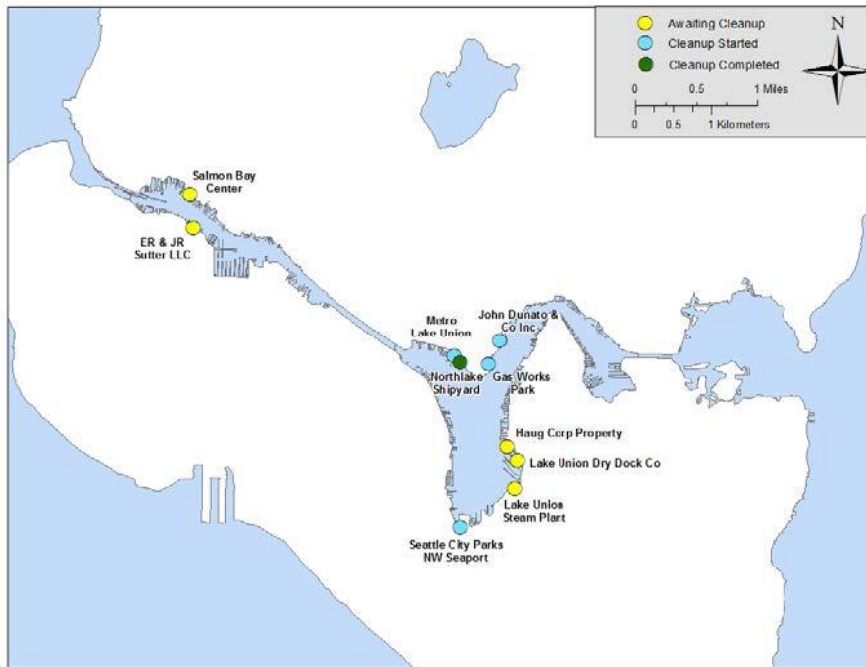 Awaiting Cleanup
Cleanup Started
Cleanup Completed
N
0 0.5 1 Miles
0 0.5 1 Kilometers
Salmon Bay
Center
ER & JR
Sutter LLC
Metro
Lake Union
John Dunato &
Co Inc
Northlake
Shipyard
Gas Works
Park
Haug Corp Property
Lake Union Dry Dock Co
Lake Union
Steam Plant
Seattle City Parks
NW Seaport